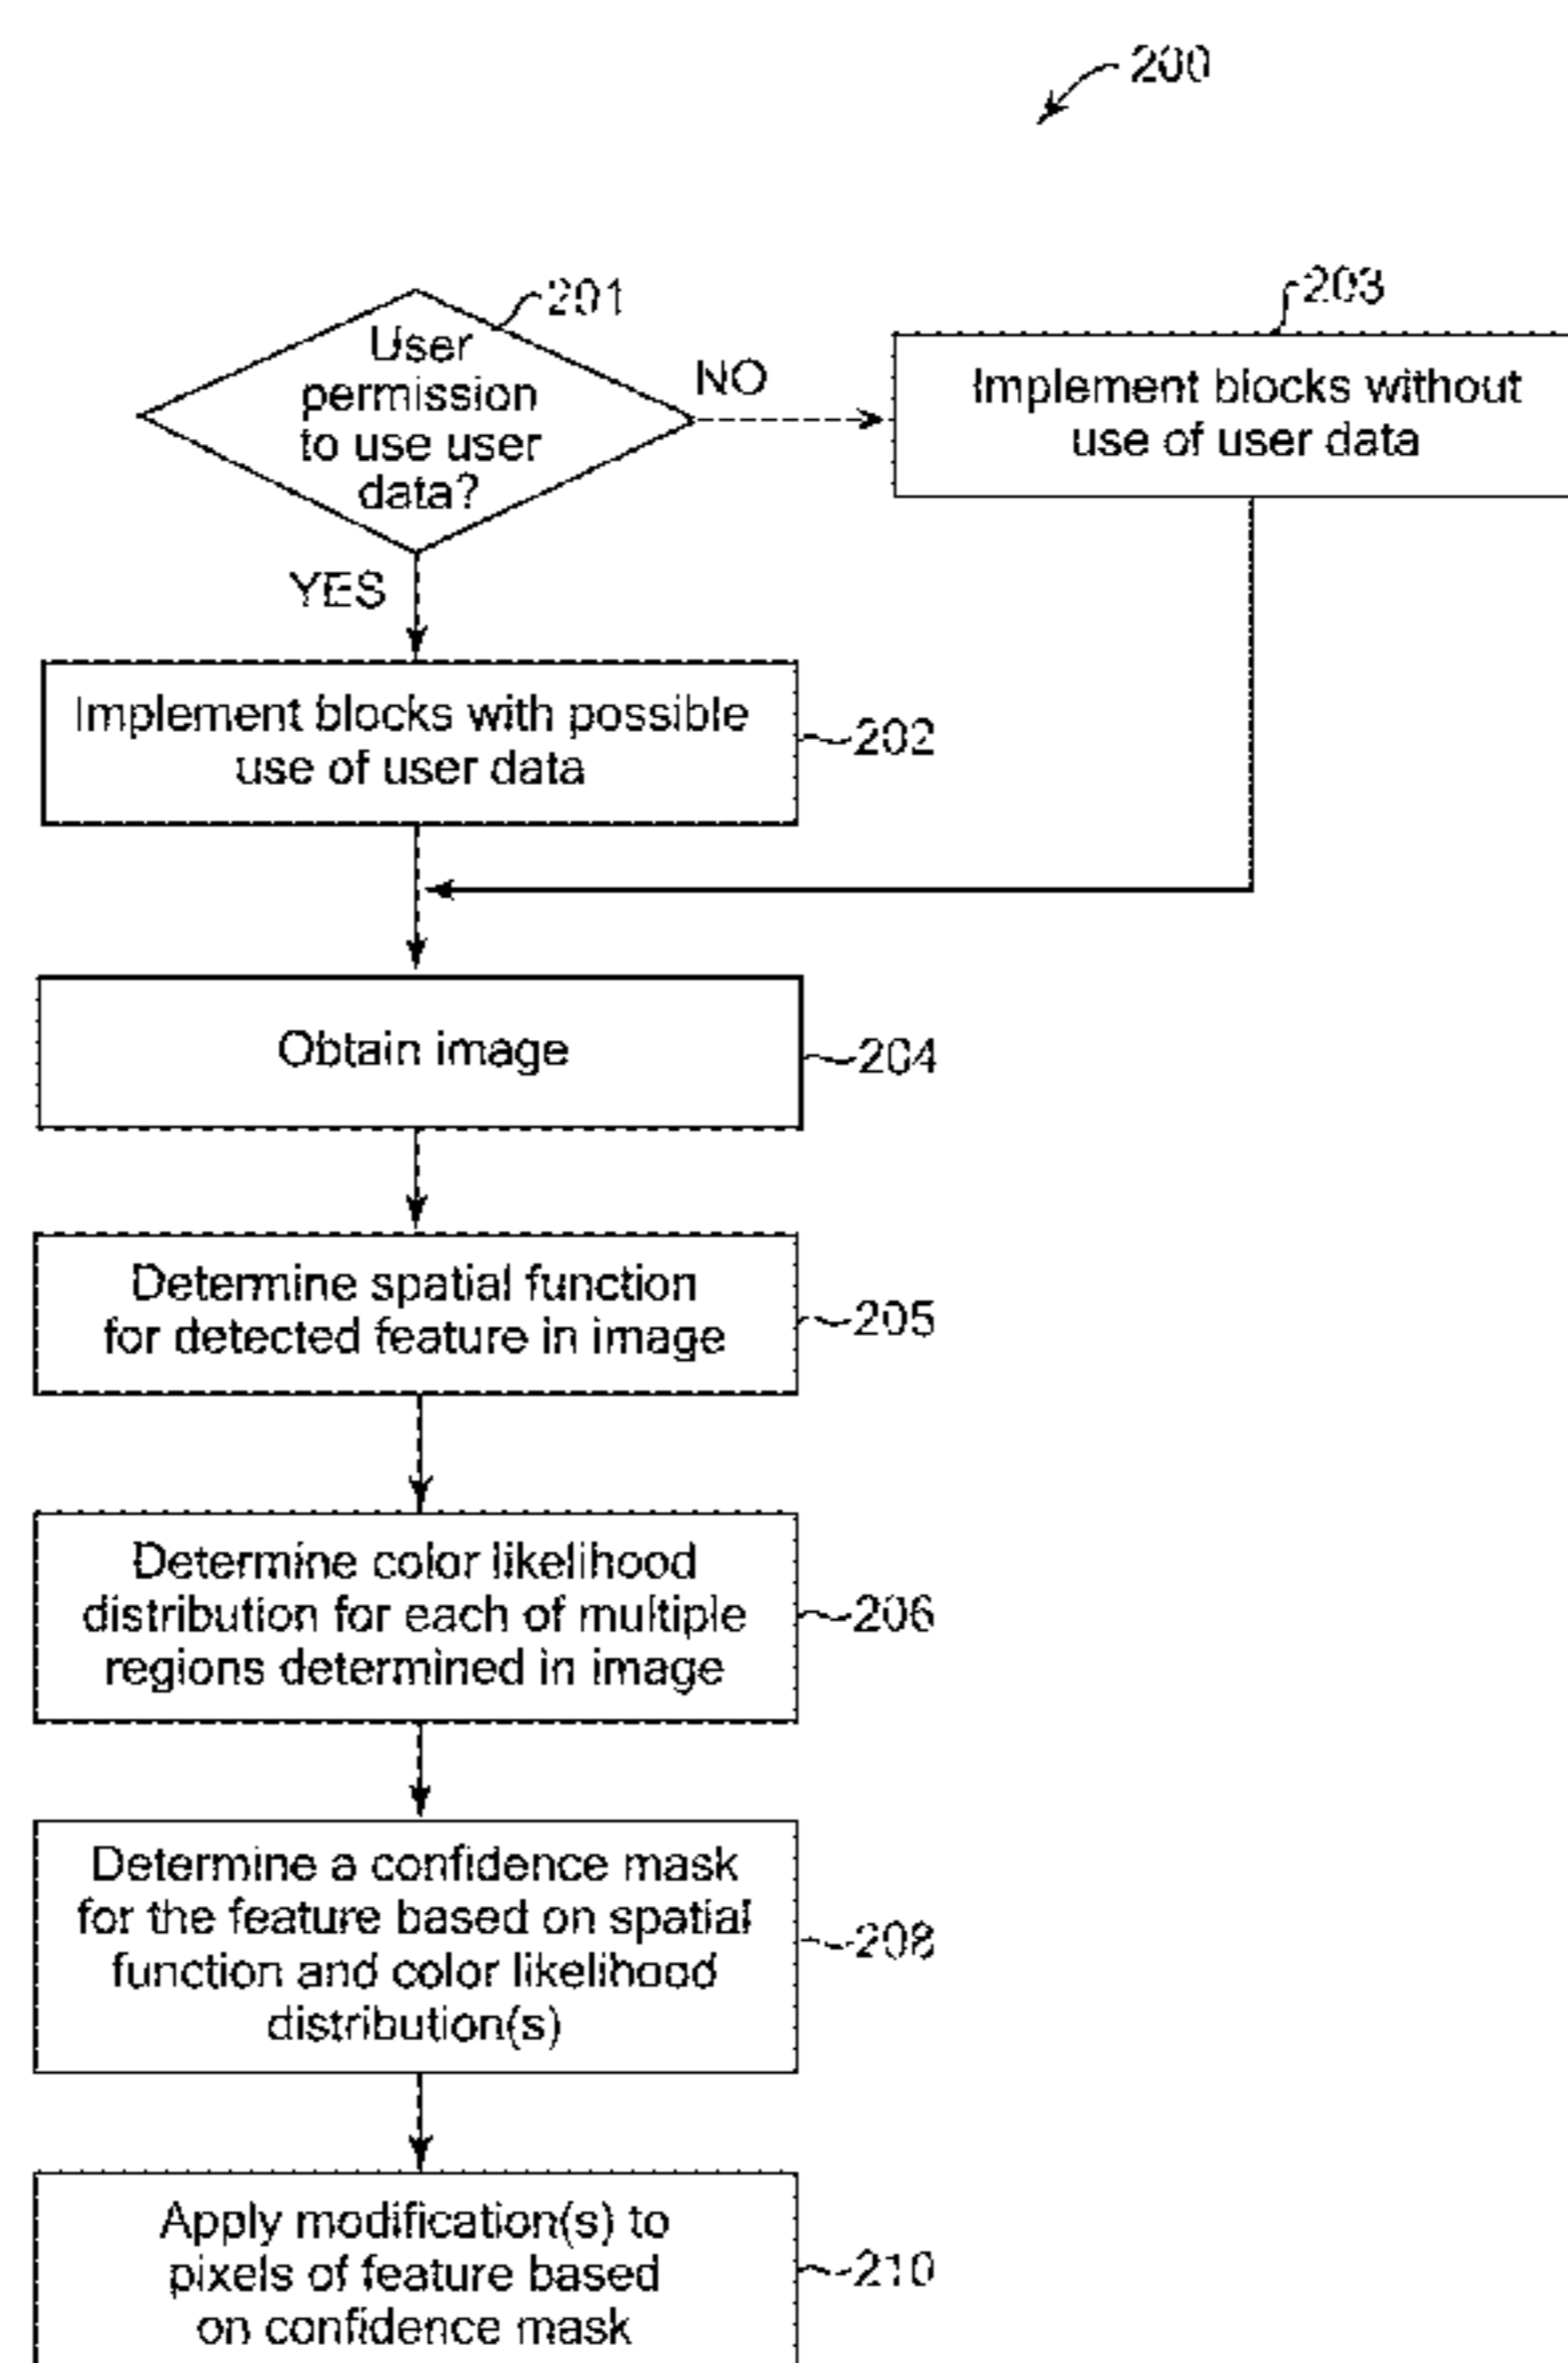 200
201
User
permission
to use user
data?
NO
203
Implement blocks without
use of user data
YES
Implement blocks with possible
use of user data
202
Obtain image
204
Determine spatial function
for detected feature in image
205
Determine color likelihood
distribution for each of multiple
regions determined in image
206
Determine a confidence mask
for the feature based on spatial
function and color likelihood
distribution(s)
208
Apply modification(s) to
pixels of feature based
on confidence mask
210